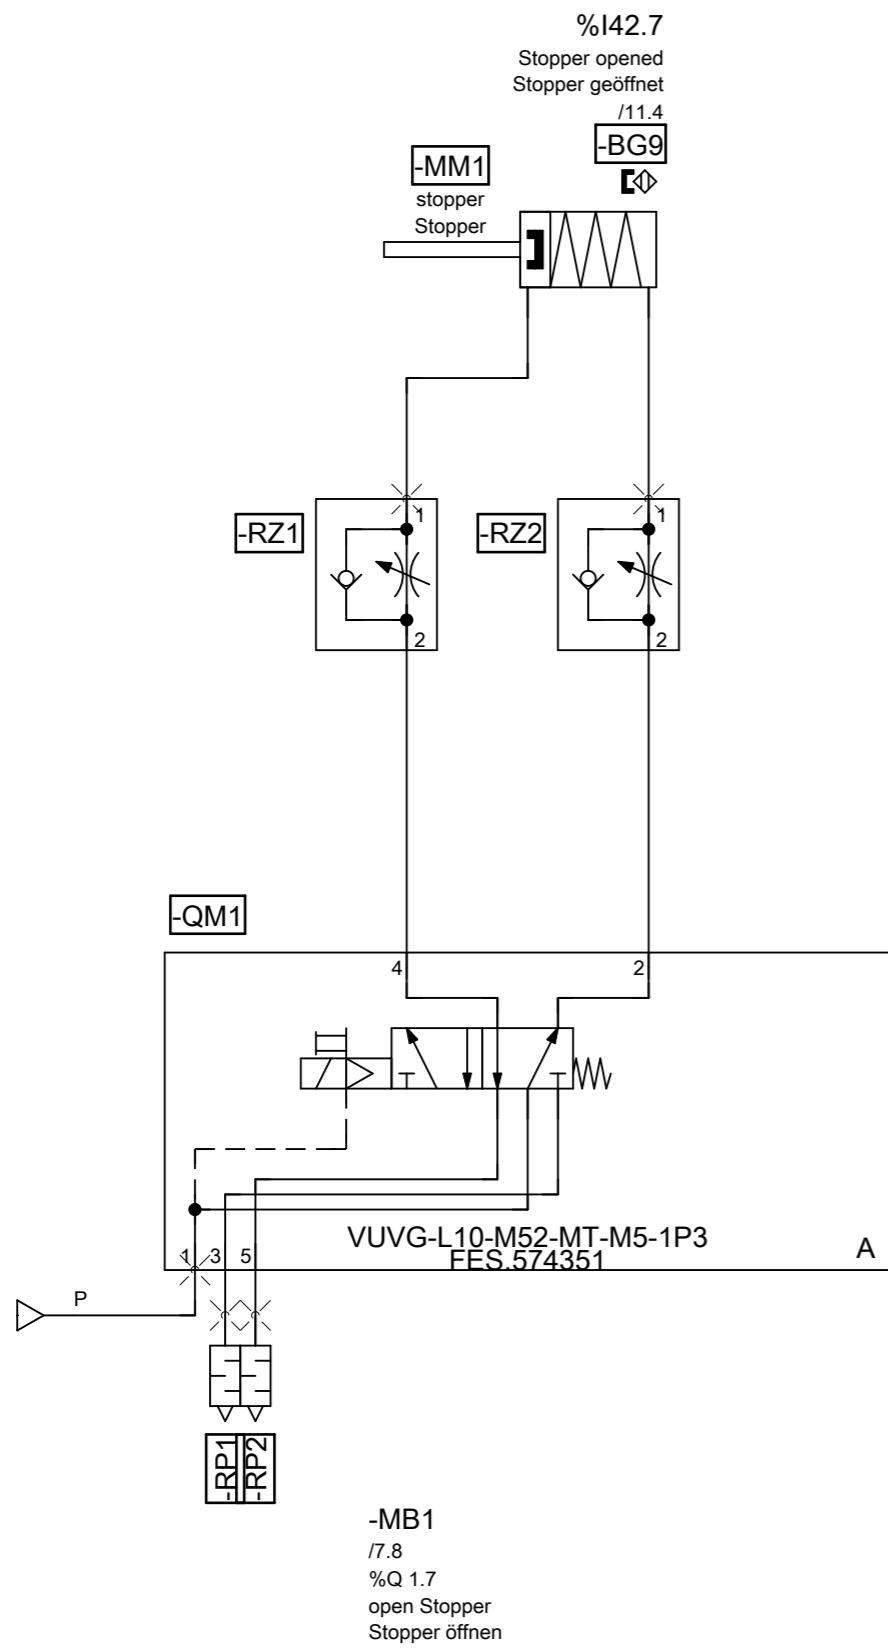 %I42.7
Stopper opened
Stopper geöffnet
/11.4
-BG9
-MM1
stopper
Stopper
-RZ1
1
2
-RZ2
1
2
-QM1
4
2
VUVG-L10-M52-MT-M5-1P3
FES.574351
A
1
3
5
P
-RP1
-RP2
-MB1
/7.8
%Q 1.7
open Stopper
Stopper öffnen